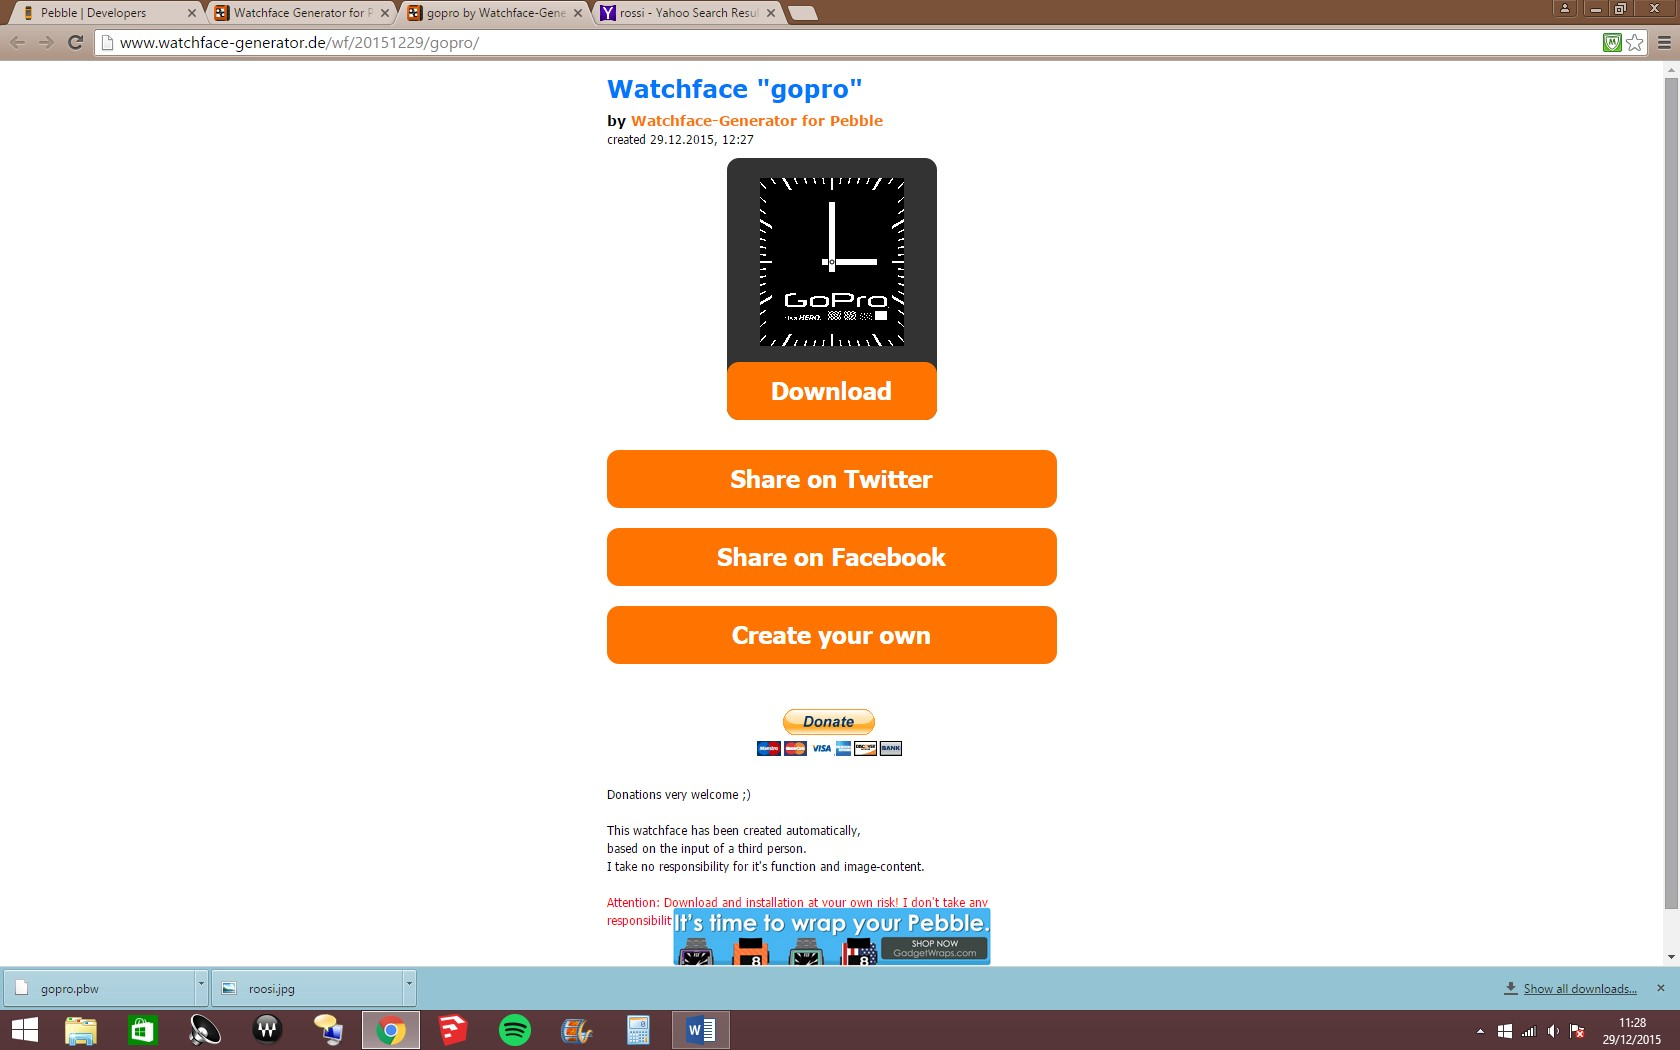 Pebble | Developers
Watchface Generator for P
gopro by Watchface-Gene
rossi - Yahoo Search Resul
www.watchface-generator.de/wf/20151229/gopro/
Watchface "gopro"
by Watchface-Generator for Pebble
created 29.12.2015, 12:27
GoPro
HERO.
Download
Share on Twitter
Share on Facebook
Create your own
Donate
Maestro MasterCard VISA DISCOVER BANK
Donations very welcome ;)
This watchface has been created automatically,
based on the input of a third person.
I take no responsibility for it's function and image-content.
Attention: Download and installation at your own risk! I don't take any
responsibilit
It's time to wrap your Pebble.
SHOP NOW
GadgetWraps.com
8
8
gopro.pbw
roosi.jpg
Show all downloads...
11:28
29/12/2015